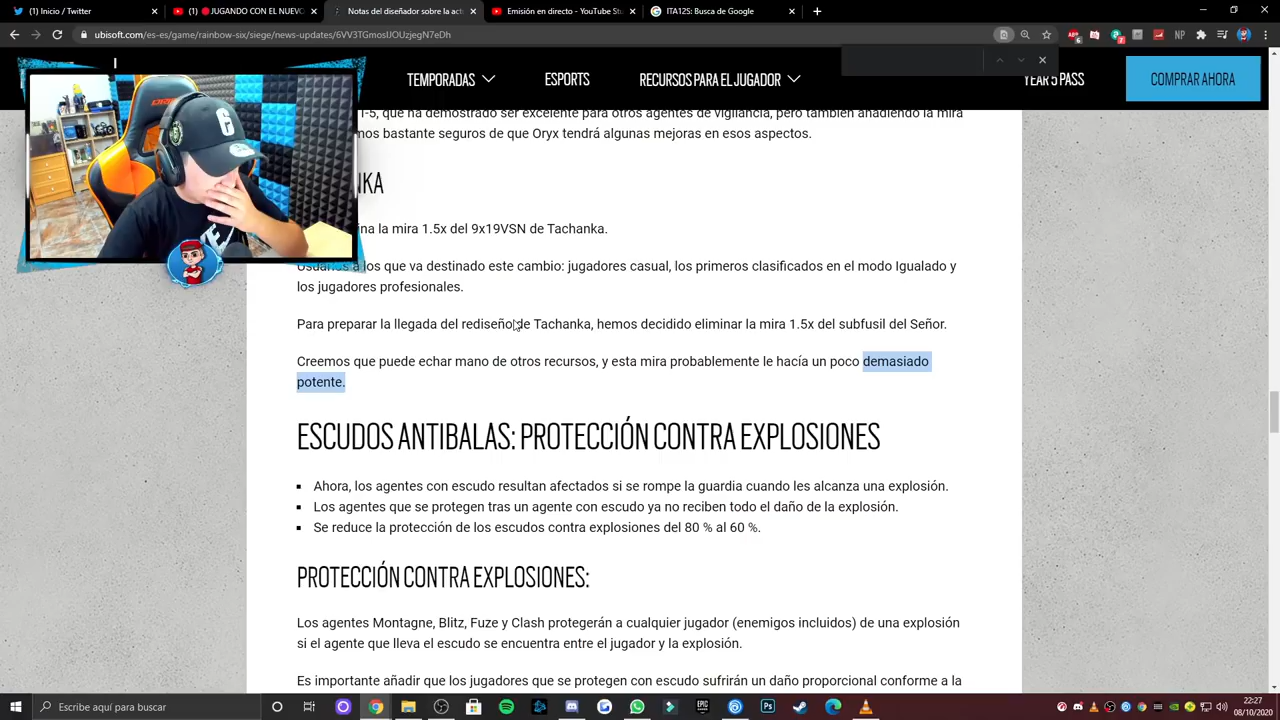 (1) Inicio / Twitter
(1) JUGANDO CON EL NUEVO
Notas del diseñador sobre la act
Emisión en directo - YouTube Stu
ITA12S: Busca de Google
ubisoft.com/es-es/game/rainbow-six/siege/news-updates/6VV3TGmosIJOUzjegN7eDh
TEMPORADAS
ESPORTS
RECURSOS PARA EL JUGADOR
YEAR 5 PASS
COMPRAR AHORA
que ha demostrado ser excelente para otros agentes de vigilancia, pero también añadiendo la mira
mos bastante seguros de que Oryx tendrá algunas mejoras en esos aspectos.
NKA
ina la mira 1.5x del 9x19VSN de Tachanka.
Usuarios a los que va destinado este cambio: jugadores casual, los primeros clasificados en el modo Igualado y
los jugadores profesionales.
Para preparar la llegada del rediseño de Tachanka, hemos decidido eliminar la mira 1.5x del subfusil del Señor.
Creemos que puede echar mano de otros recursos, y esta mira probablemente le hacía un poco demasiado
potente.
ESCUDOS ANTIBALAS: PROTECCIÓN CONTRA EXPLOSIONES
Ahora, los agentes con escudo resultan afectados si se rompe la guardia cuando les alcanza una explosión.
Los agentes que se protegen tras un agente con escudo ya no reciben todo el daño de la explosión.
Se reduce la protección de los escudos contra explosiones del 80 % al 60 %.
PROTECCIÓN CONTRA EXPLOSIONES:
Los agentes Montagne, Blitz, Fuze y Clash protegerán a cualquier jugador (enemigos incluidos) de una explosión
si el agente que lleva el escudo se encuentra entre el jugador y la explosión.
Es importante añadir que los jugadores que se protegen con escudo sufrirán un daño proporcional conforme a la
Escribe aquí para buscar
22:27
08/10/2020